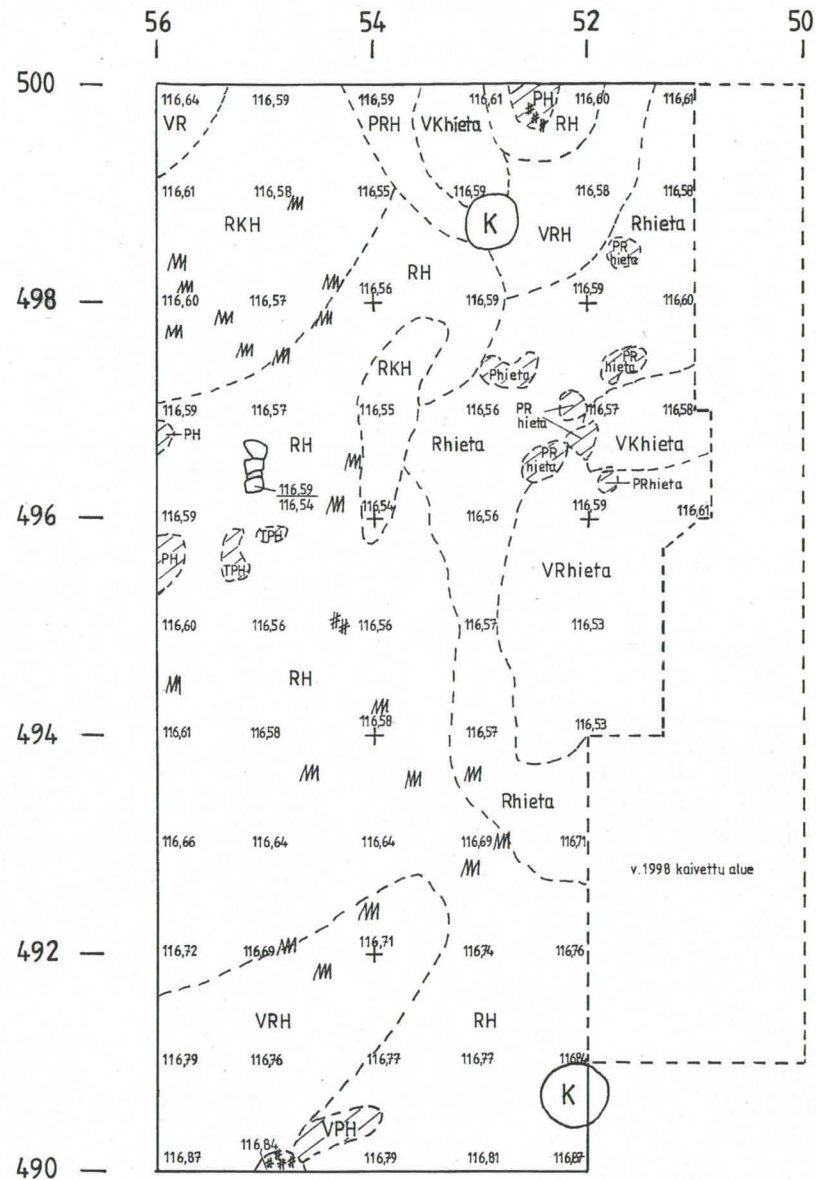 56 54 52 50
500
116,64 116,59 116,59 116,61 PH 116,60 116,61
VR PRH VKhieta RH
116,61 116,58 116,55 116,59 116,58 116,58
RKH K VRH Rhieta
PR
hieta
RH
498 116,60 116,57 116,56 116,59 116,59 116,60
RKH Phieta PR
hieta
116,59 116,57 116,55 116,56 PR 116,57 116,58
hieta
PH RH Rhieta VKhieta
PR
hieta
116,59 PRhieta
116,54
496 116,59 116,54 116,56 116,59 116,61
PH TPH TPH VRhieta
116,60 116,56 116,56 116,57 116,53
RH
494 116,61 116,58 116,58 116,57 116,53
Rhieta
116,66 116,64 116,64 116,69 116,71
v.1998 kaivettu alue
492 116,72 116,69 116,71 116,74 116,76
VRH RH
116,79 116,76 116,77 116,77 116,84
K
VPH
116,84
490 116,87 116,79 116,81 116,87